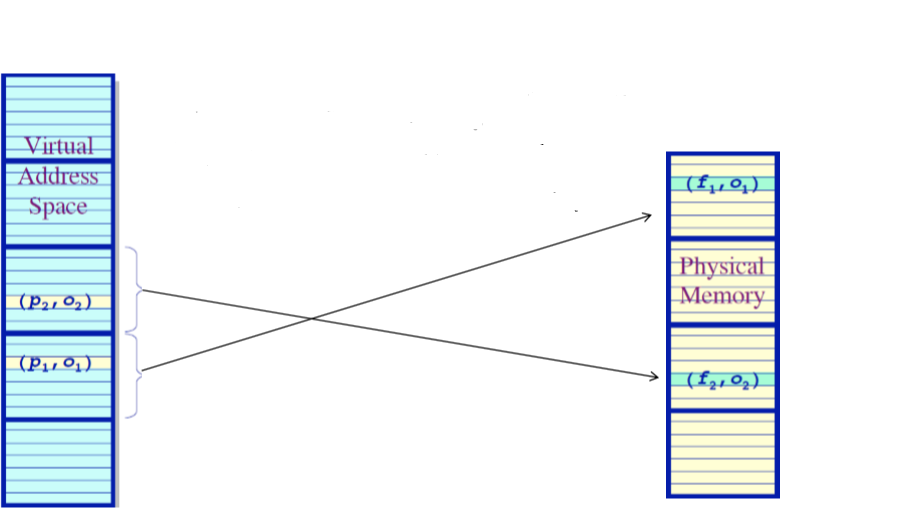 Virtual
Address
Space
(p₂,o₂)
(p₁,o₁)
(f₁,o₁)
Physical
Memory
(f₂,o₂)